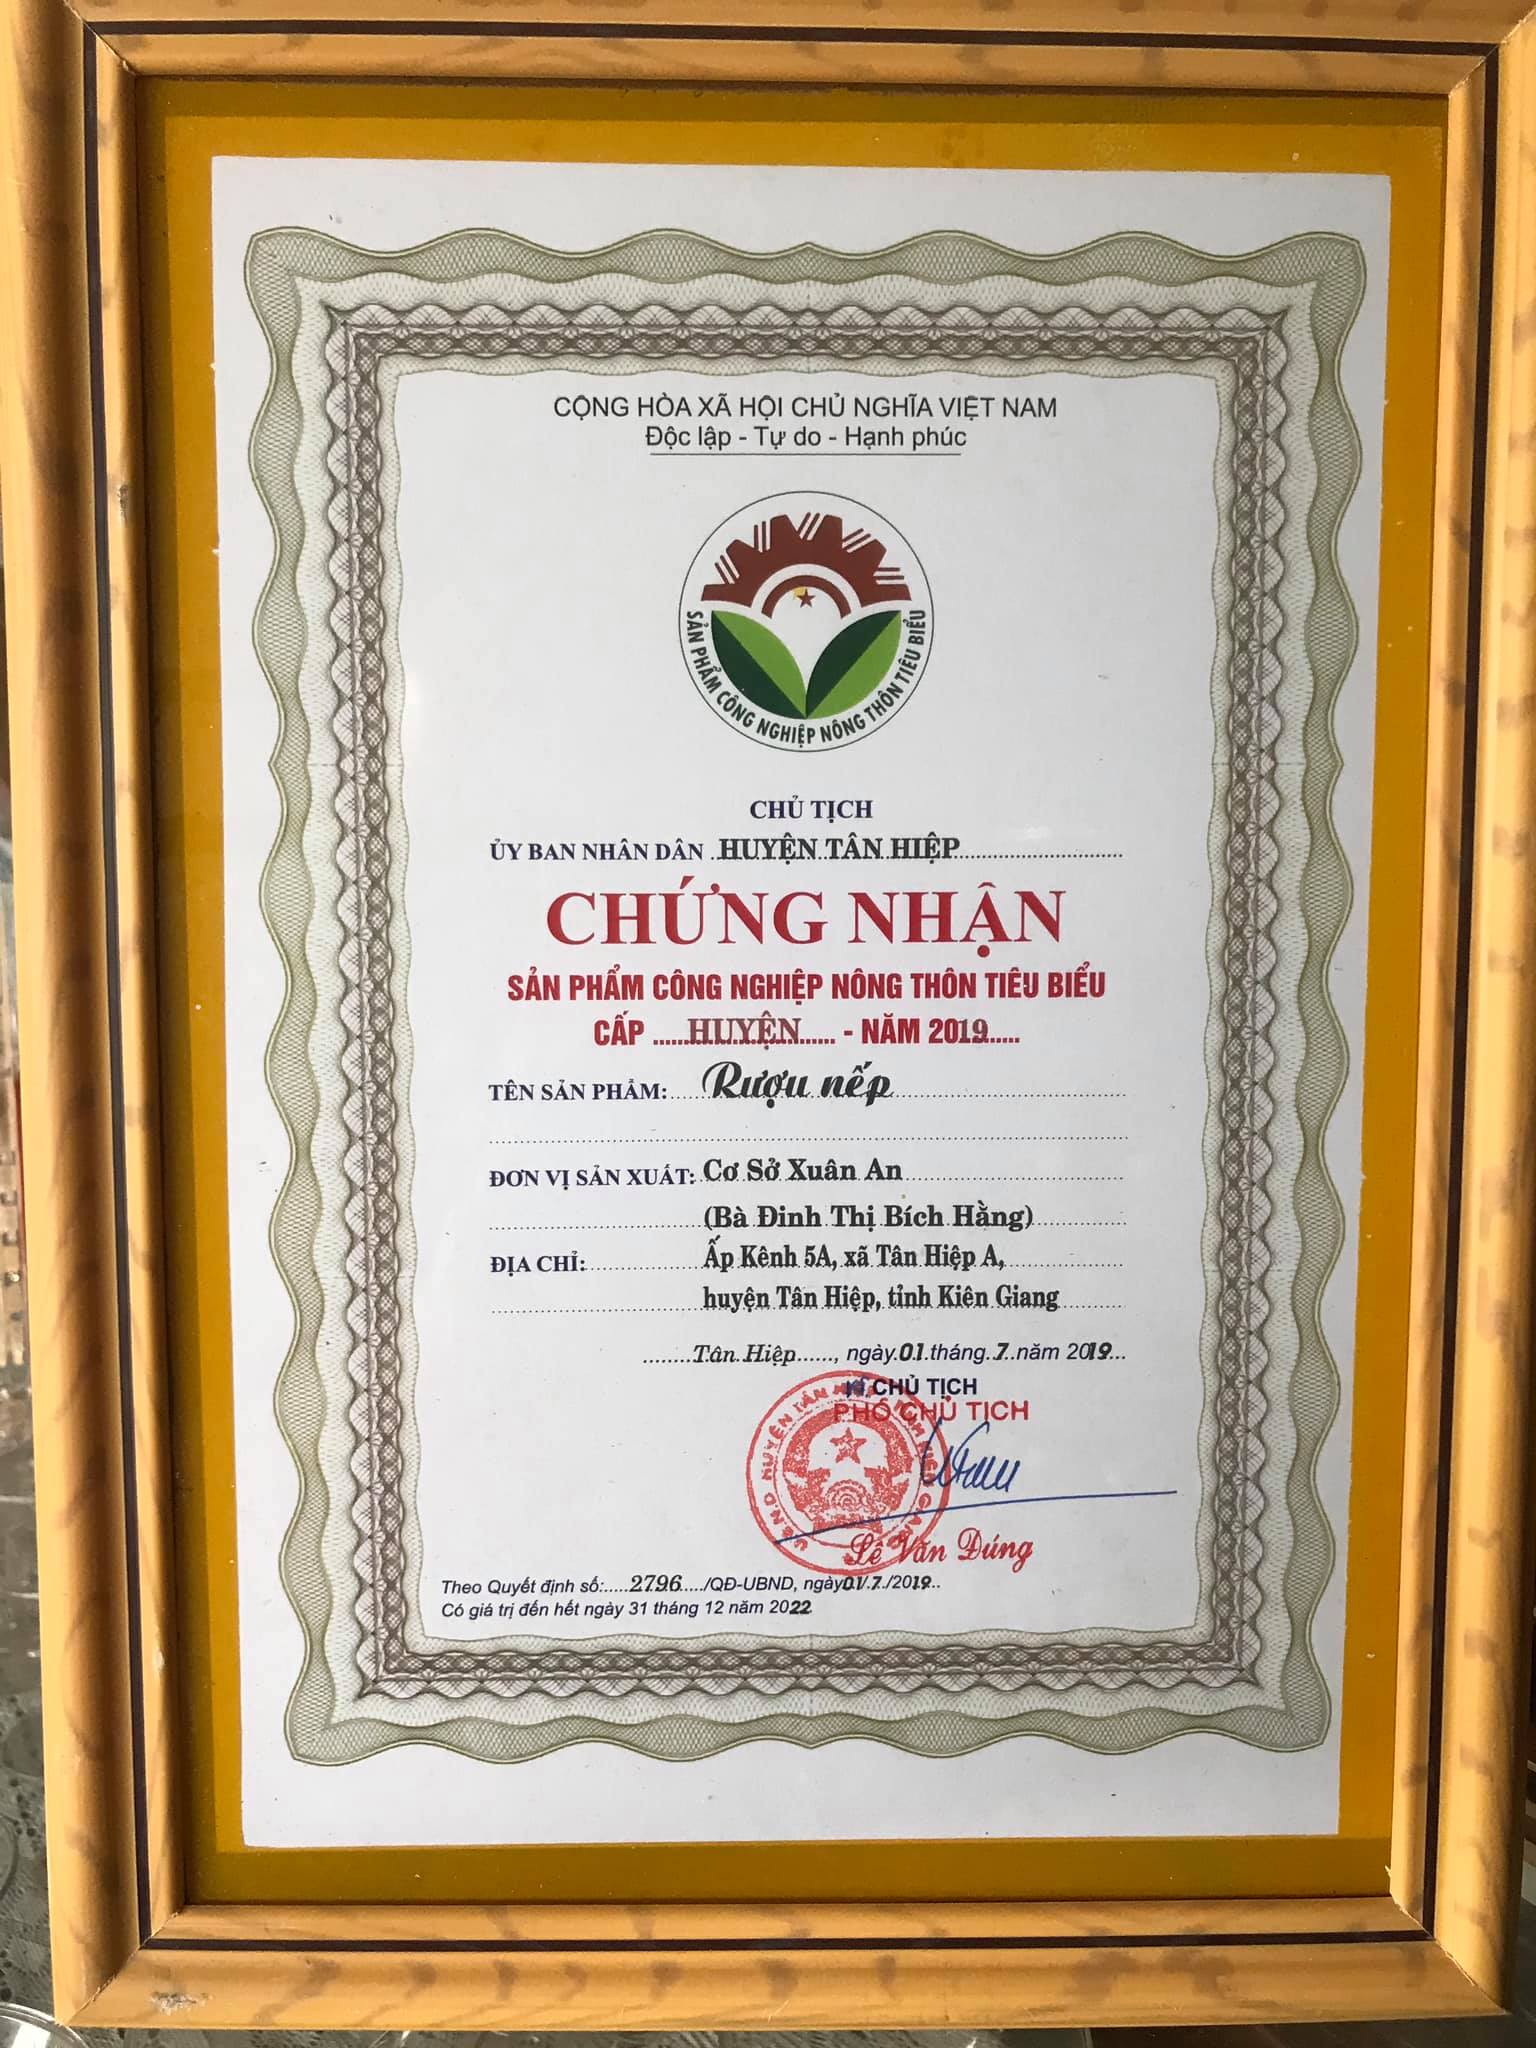 CỘNG HÒA XÃ HỘI CHỦ NGHĨA VIỆT NAM
Độc lập - Tự do - Hạnh phúc
SẢN PHẨM CÔNG NGHIỆP NÔNG THÔN TIÊU BIỂU
CHỦ TỊCH
ỦY BAN NHÂN DÂN HUYỆN TÂN HIỆP
CHỨNG NHẬN
SẢN PHẨM CÔNG NGHIỆP NÔNG THÔN TIÊU BIỂU
CẤP HUYỆN - NĂM 2019
TÊN SẢN PHẨM: Rượu nếp
ĐƠN VỊ SẢN XUẤT: Cơ Sở Xuân An
(Bà Đinh Thị Bích Hằng)
ĐỊA CHỈ: Ấp Kênh 5A, xã Tân Hiệp A,
huyện Tân Hiệp, tỉnh Kiên Giang
Tân Hiệp, ngày 01 tháng 7 năm 2019
CHỦ TỊCH
PHÓ CHỦ TỊCH
U.B.N.D HUYỆN TÂN HIỆP
Lê Văn Dúng
Theo Quyết định số: 2796/QĐ-UBND, ngày 01/7/2019
Có giá trị đến hết ngày 31 tháng 12 năm 2022